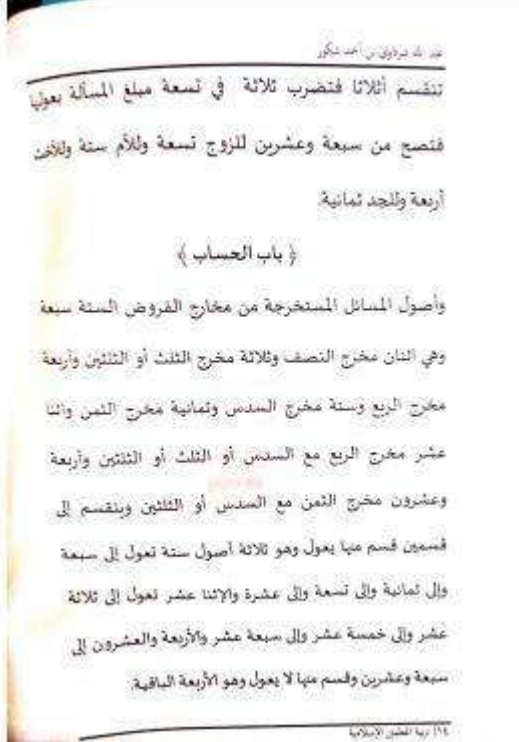 عبد الله بن أحمد شكور
تنقسم أثلاثا فتضرب ثلاثة في تسعة مبلغ المسألة بعولها
فتصح من سبعة وعشرين للزوج تسعة وللأم ستة وللأخت
أربعة وللجد ثمانية.
﴿ باب الحساب ﴾
وأصول المسائل المستخرجة من مخارج الفروض الستة سبعة
وهي اثنان مخرج النصف وثلاثة مخرج الثلث أو الثلثين وأربعة
مخرج الربع وستة مخرج السدس وثمانية مخرج الثمن واثنا
عشر مخرج الربع مع السدس أو الثلث أو الثلثين وأربعة
وعشرون مخرج الثمن مع السدس أو الثلثين وينقسم إلى
قسمين قسم منها يعول وهو ثلاثة أصول ستة تعول إلى سبعة
وإلى ثمانية وإلى تسعة وإلى عشرة والإثنا عشر تعول إلى ثلاثة
عشر وإلى خمسة عشر وإلى سبعة عشر والأربعة والعشرون إلى
سبعة وعشرين وقسم منها لا يعول وهو الأربعة الباقية.
الإسلامية